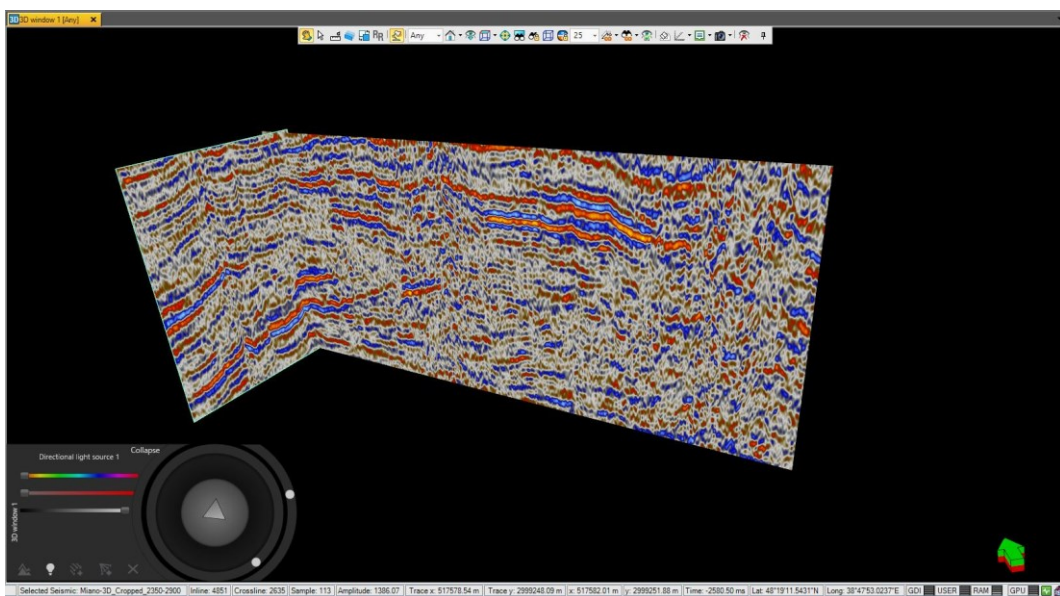 3D 3D window 1 [Any]
Any
25
Collapse
Directional light source 1
3D window 1
Selected Seismic: Miano-3D_Cropped_2350-2900 Inline: 4851 Crossline: 2635 Sample: 113 Amplitude: 1386.07 Trace x: 517578.54 m Trace y: 2999248.09 m x: 517582.01 m y: 2999251.88 m Time: -2580.50 ms Lat: 48°19'11.5431"N Long: 38°47'53.0237"E GDI USER RAM GPU